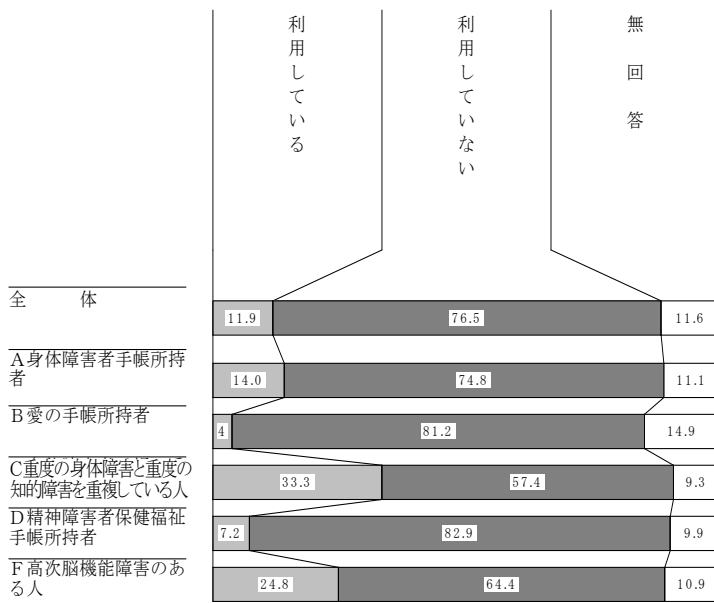 利用している
利用していない
無回答
全体
11.9 76.5 11.6
A身体障害者手帳所持
者
14.0 74.8 11.1
B愛の手帳所持者
4 81.2 14.9
C重度の身体障害と重度の
知的障害を重複している人
33.3 57.4 9.3
D精神障害者保健福祉
手帳所持者
7.2 82.9 9.9
F高次脳機能障害のあ
る人
24.8 64.4 10.9